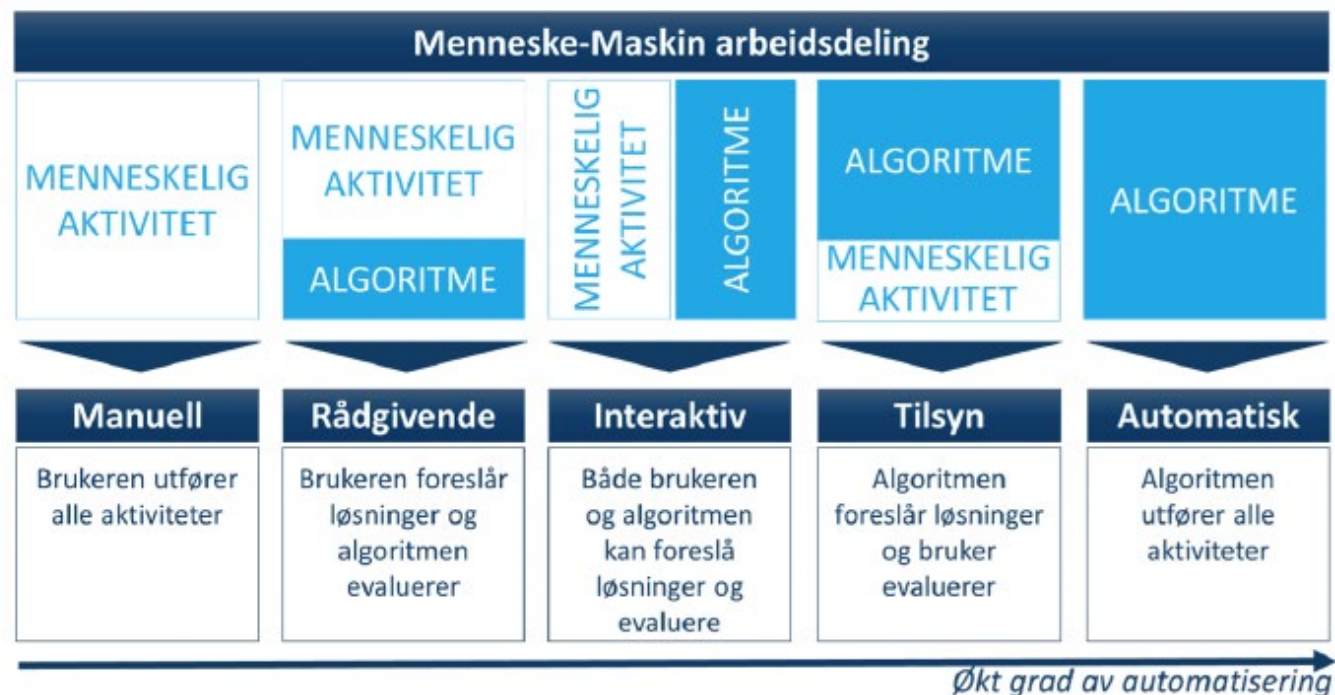 Menneske-Maskin arbeidsdeling
MENNESKELIG
AKTIVITET
MENNESKELIG
AKTIVITET
ALGORITME
MENNESKELIG
AKTIVITET
ALGORITME
ALGORITME
MENNESKELIG
AKTIVITET
ALGORITME
Manuell
Brukeren utfører
alle aktiviteter
Rådgivende
Brukeren foreslår
løsninger og
algoritmen
evaluerer
Interaktiv
Både brukeren
og algoritmen
kan foreslå
løsninger og
evaluere
Tilsyn
Algoritmen
foreslår løsninger
og bruker
evaluerer
Automatisk
Algoritmen
utfører alle
aktiviteter
Økt grad av automatisering